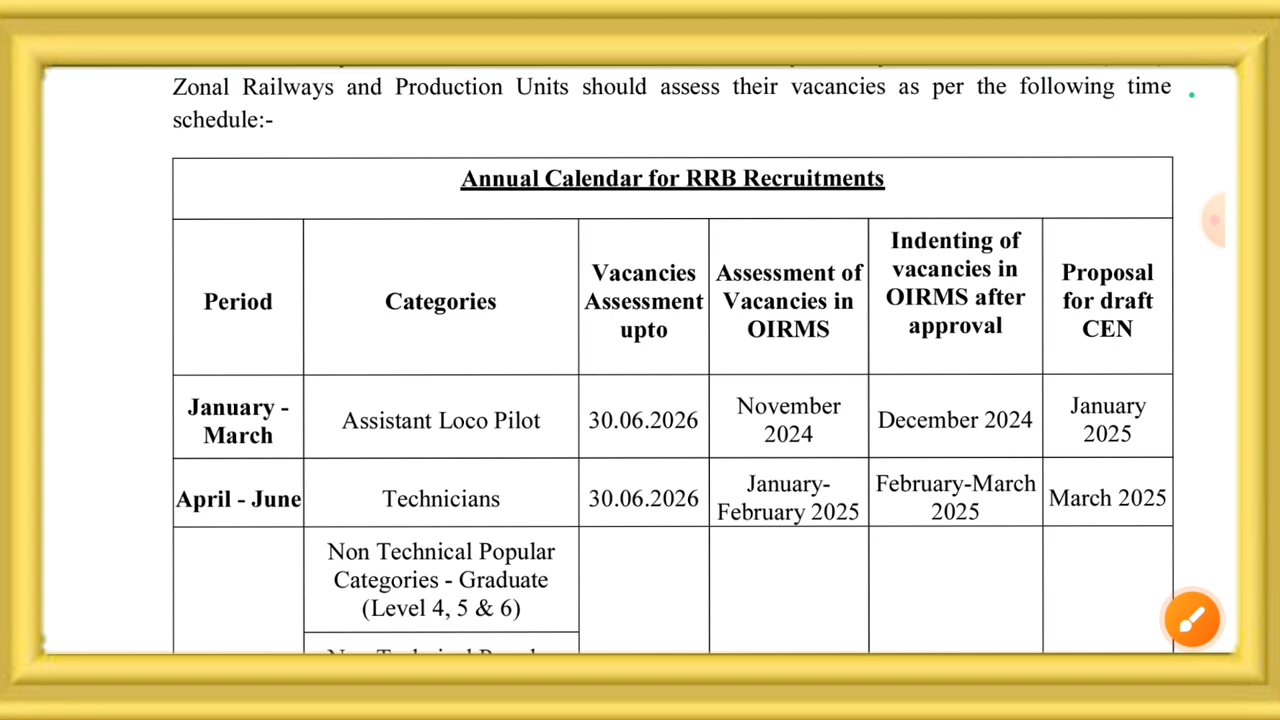 Zonal Railways and Production Units should assess their vacancies as per the following time
schedule:-
Annual Calendar for RRB Recruitments
Period
Categories
Vacancies
Assessment
upto
Assessment of
Vacancies in
OIRMS
Indenting of
vacancies in
OIRMS after
approval
Proposal
for draft
CEN
January -
March
Assistant Loco Pilot
30.06.2026
November
2024
December 2024
January
2025
April - June
Technicians
30.06.2026
January-
February 2025
February-March
2025
March 2025
Non Technical Popular
Categories - Graduate
(Level 4, 5 & 6)